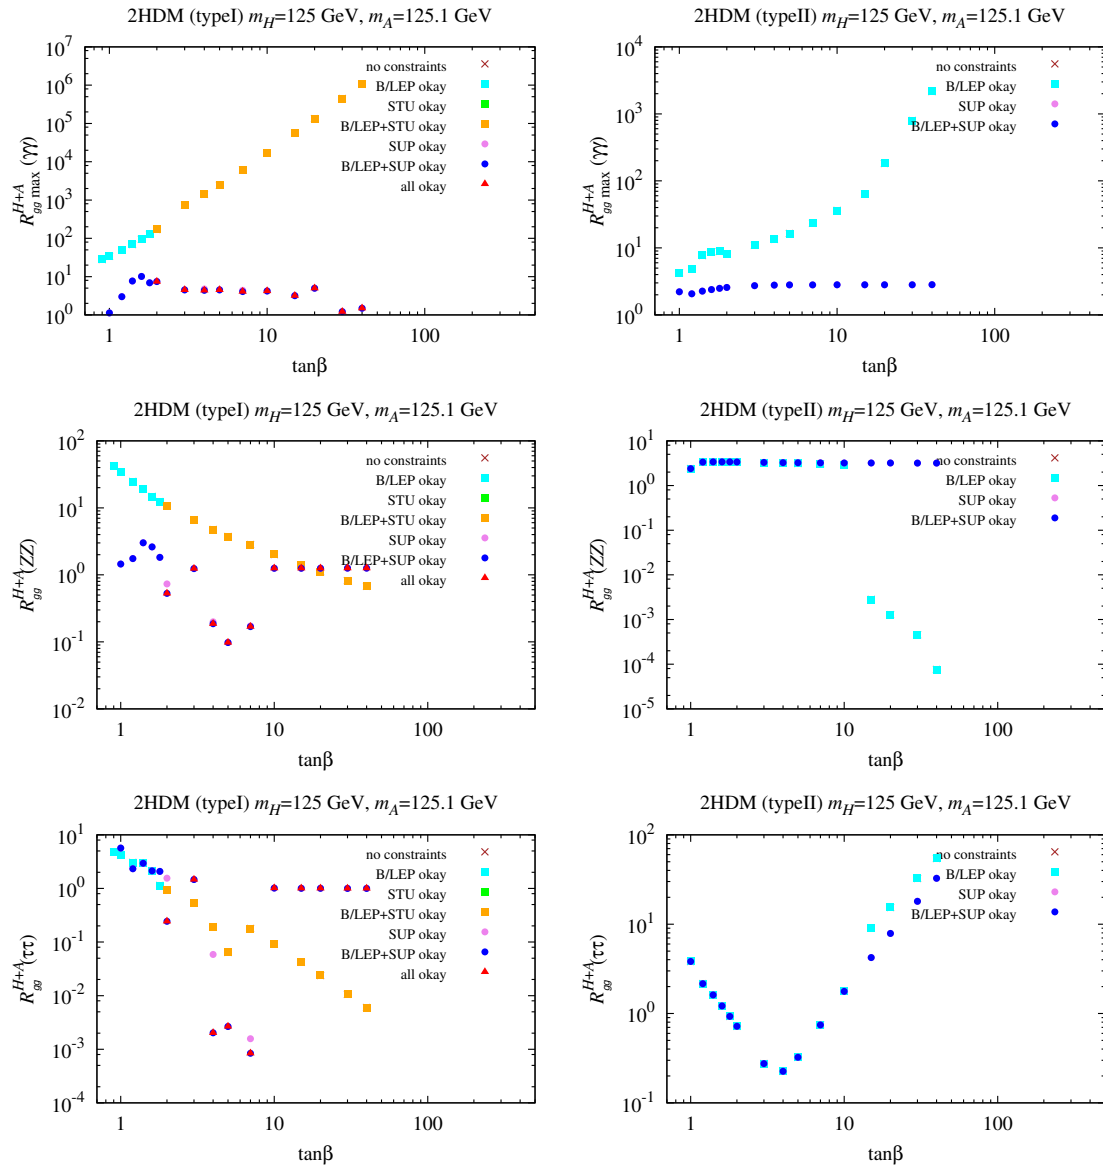 2HDM (typeI) m_H=125 GeV, m_A=125.1 GeV
R^{H+A}_{gg max} (γγ)
10^7
10^6
10^5
10^4
10^3
10^2
10^1
10^0
no constraints
B/LEP okay
STU okay
B/LEP+STU okay
SUP okay
B/LEP+SUP okay
all okay
1 10 100
tanβ
2HDM (typeII) m_H=125 GeV, m_A=125.1 GeV
R^{H+A}_{gg max} (γγ)
10^4
10^3
10^2
10^1
10^0
no constraints
B/LEP okay
SUP okay
B/LEP+SUP okay
1 10 100
tanβ
2HDM (typeI) m_H=125 GeV, m_A=125.1 GeV
R^{H+A}_{gg}(ZZ)
10^2
10^1
10^0
10^-1
10^-2
no constraints
B/LEP okay
STU okay
B/LEP+STU okay
SUP okay
B/LEP+SUP okay
all okay
1 10 100
tanβ
2HDM (typeII) m_H=125 GeV, m_A=125.1 GeV
R^{H+A}_{gg}(ZZ)
10^1
10^0
10^-1
10^-2
10^-3
10^-4
10^-5
no constraints
B/LEP okay
SUP okay
B/LEP+SUP okay
1 10 100
tanβ
2HDM (typeI) m_H=125 GeV, m_A=125.1 GeV
R^{H+A}_{gg}(ττ)
10^1
10^0
10^-1
10^-2
10^-3
10^-4
no constraints
B/LEP okay
STU okay
B/LEP+STU okay
SUP okay
B/LEP+SUP okay
all okay
1 10 100
tanβ
2HDM (typeII) m_H=125 GeV, m_A=125.1 GeV
R^{H+A}_{gg}(ττ)
10^2
10^1
10^0
10^-1
no constraints
B/LEP okay
SUP okay
B/LEP+SUP okay
1 10 100
tanβ